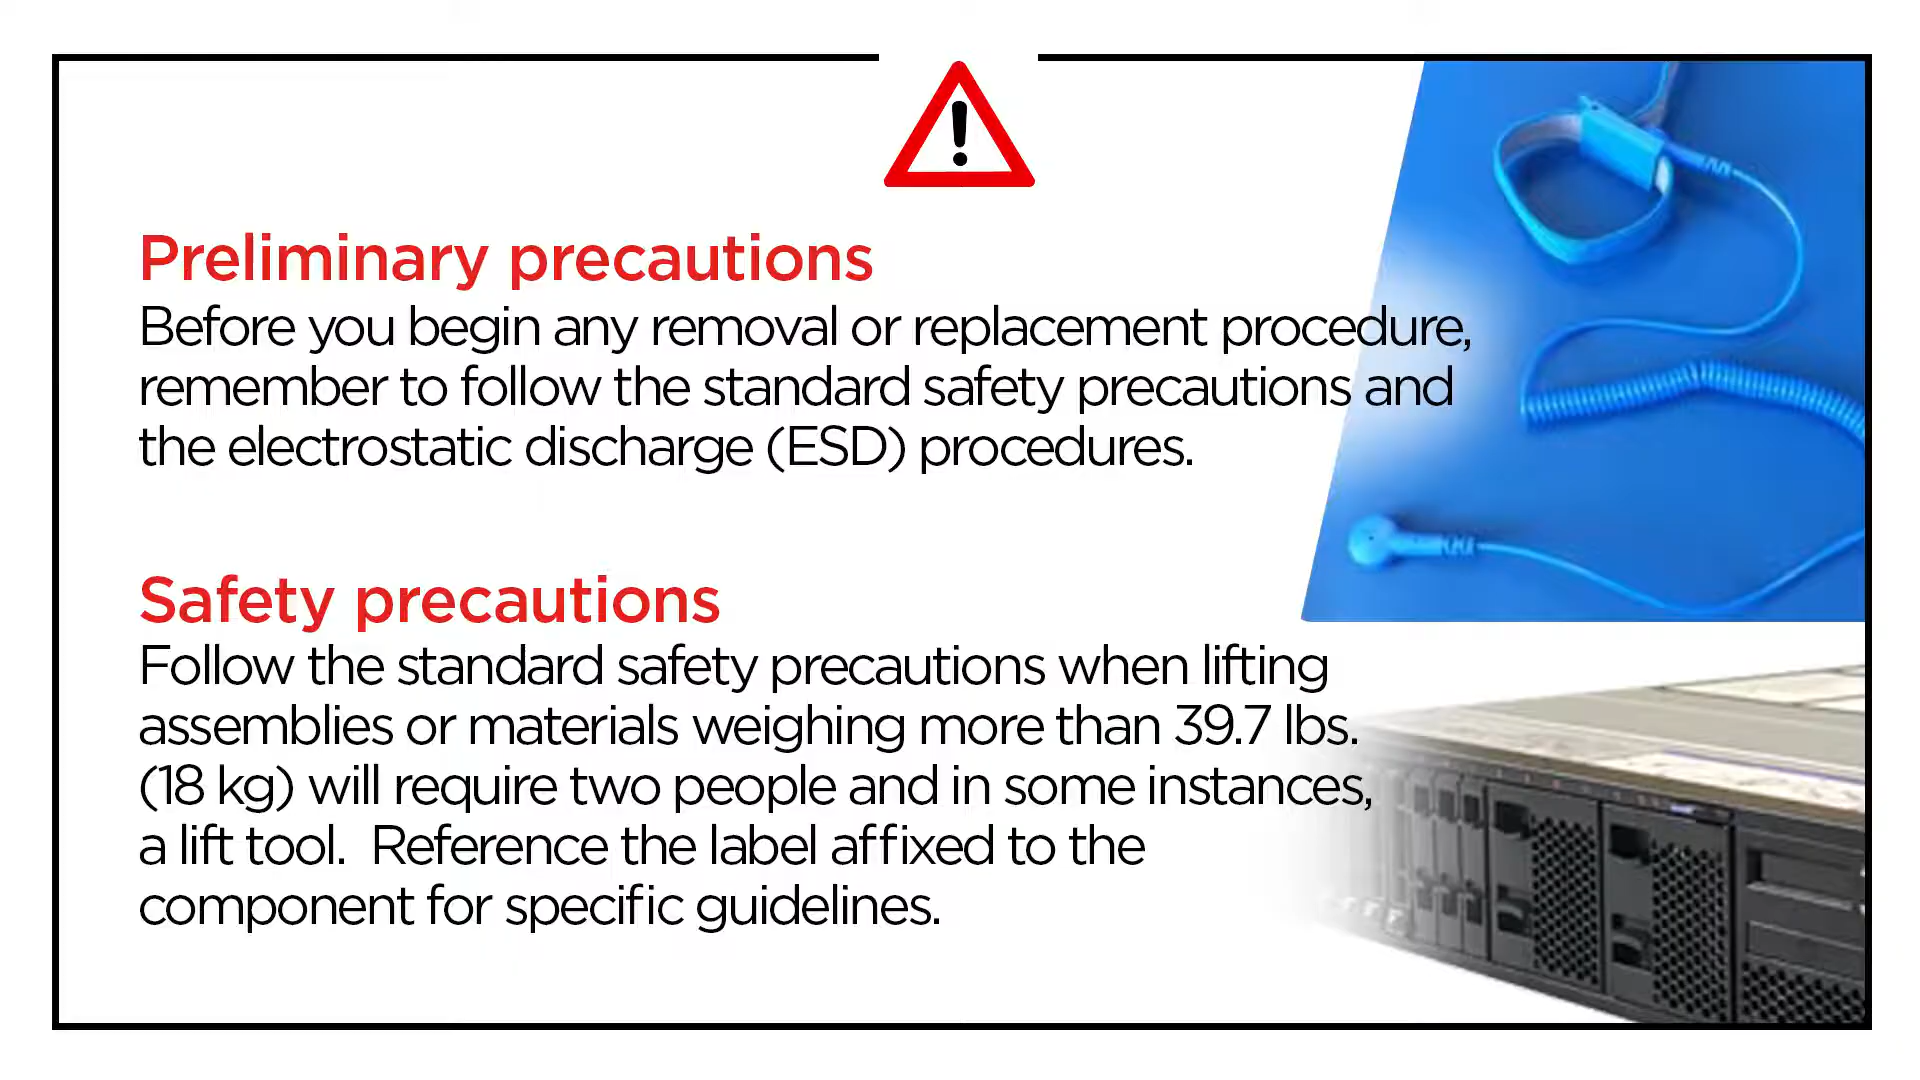 Preliminary precautions
Before you begin any removal or replacement procedure,
remember to follow the standard safety precautions and
the electrostatic discharge (ESD) procedures.
Safety precautions
Follow the standard safety precautions when lifting
assemblies or materials weighing more than 39.7 lbs.
(18 kg) will require two people and in some instances,
a lift tool.  Reference the label affixed to the
component for specific guidelines.